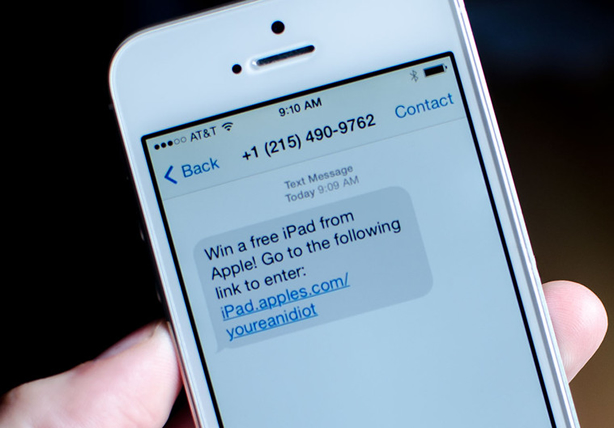 AT&T 9:10 AM
Back +1 (215) 490-9762 Contact
Text Message
Today 9:09 AM
Win a free iPad from
Apple! Go to the following
link to enter:
iPad.apples.com/
youreanidiot